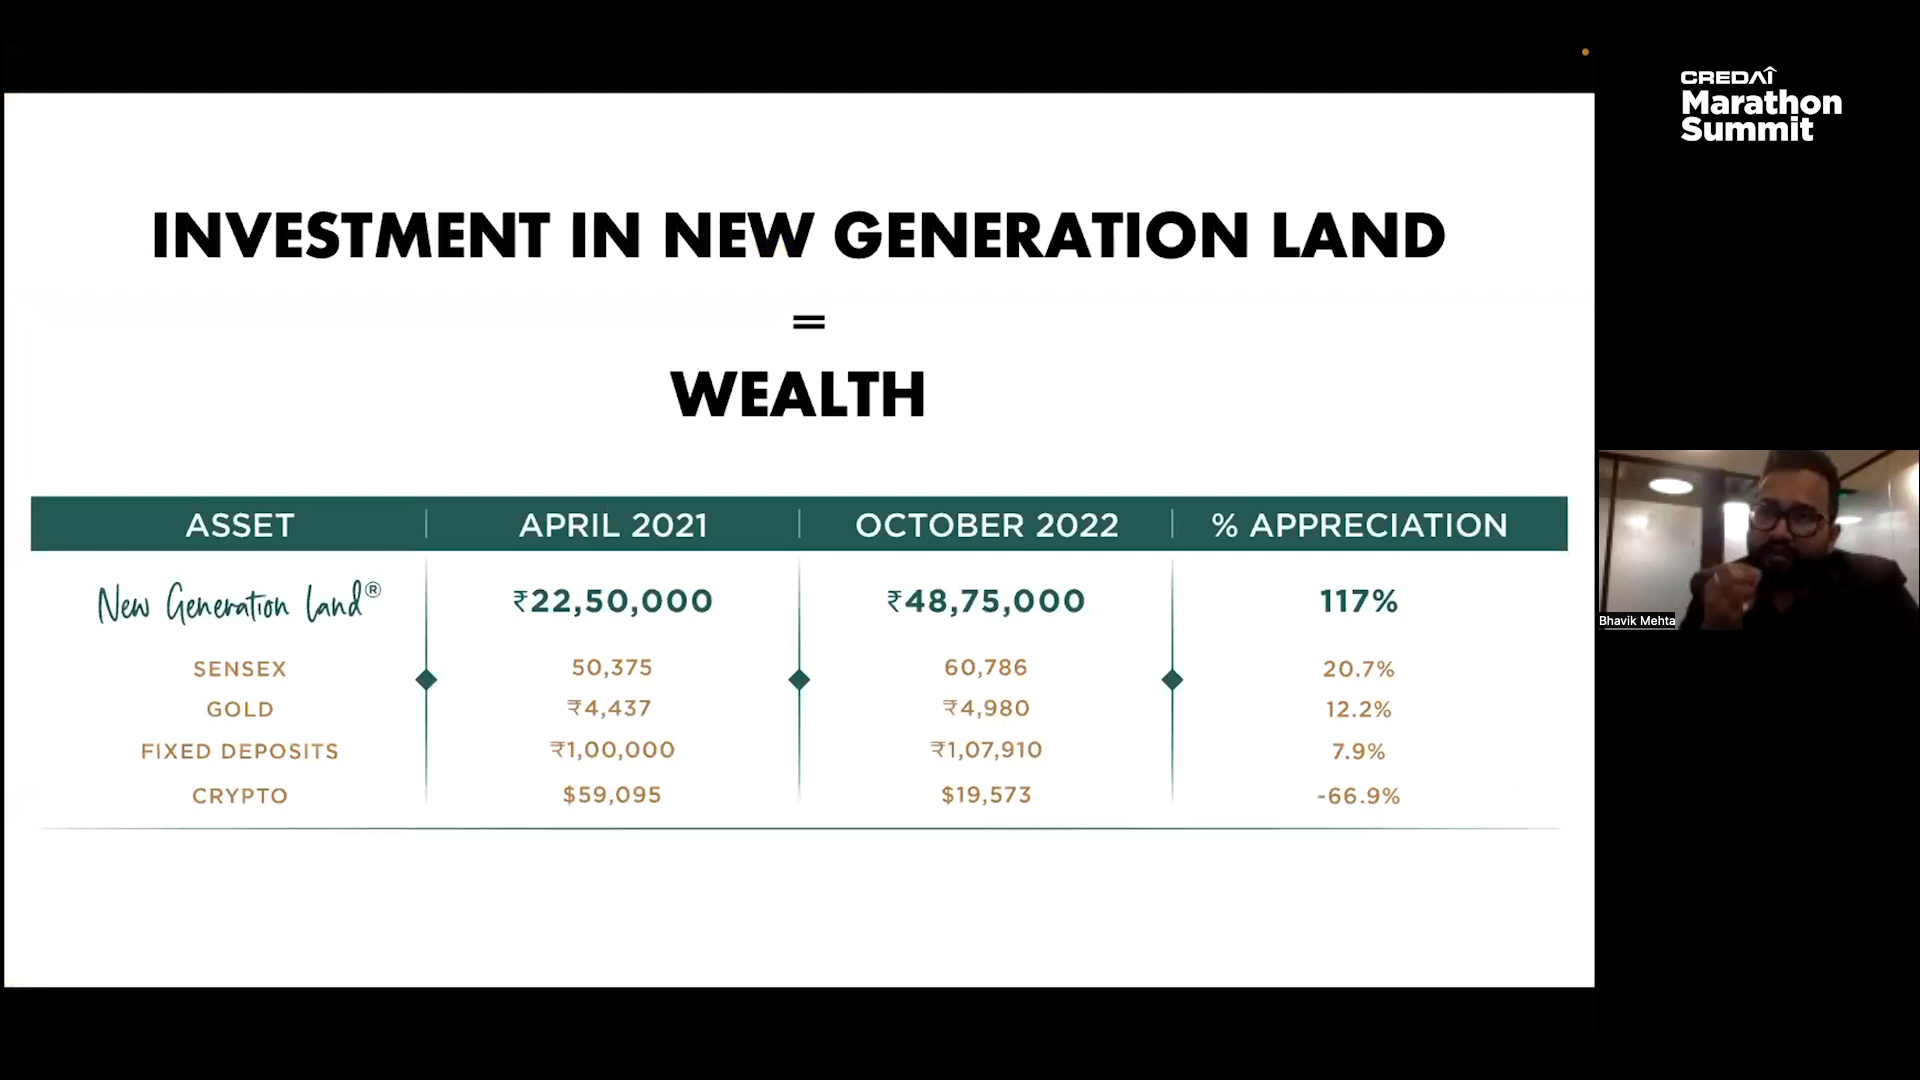 CREDAI
Marathon
Summit
INVESTMENT IN NEW GENERATION LAND
=
WEALTH
ASSET APRIL 2021 OCTOBER 2022 % APPRECIATION
New Generation Land® ₹22,50,000 ₹48,75,000 117%
SENSEX 50,375 60,786 20.7%
GOLD ₹4,437 ₹4,980 12.2%
FIXED DEPOSITS ₹1,00,000 ₹1,07,910 7.9%
CRYPTO $59,095 $19,573 -66.9%
Bhavik Mehta